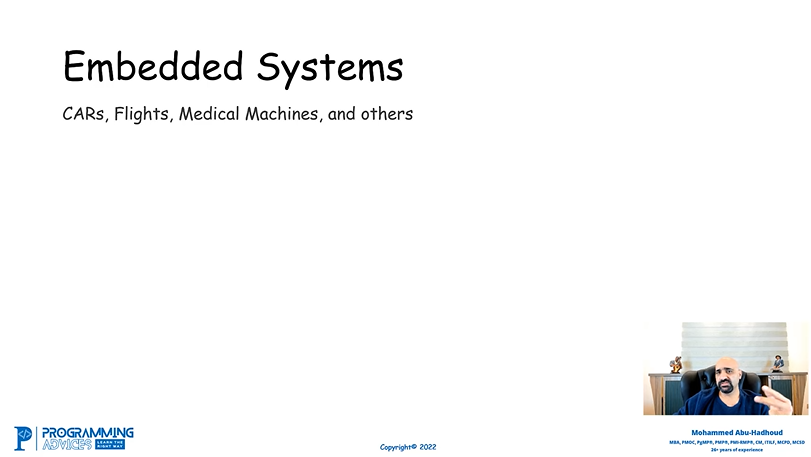 Embedded Systems
CARs, Flights, Medical Machines, and others
PROGRAMMING
ADVICES LEARN THE RIGHT WAY
Copyright© 2022
Mohammed Abu-Hadhoud
MBA, PMOC, PgMP®, PMP®, PMI-RMP®, CM, ITILF, MCPD, MCSD
26+ years of experience